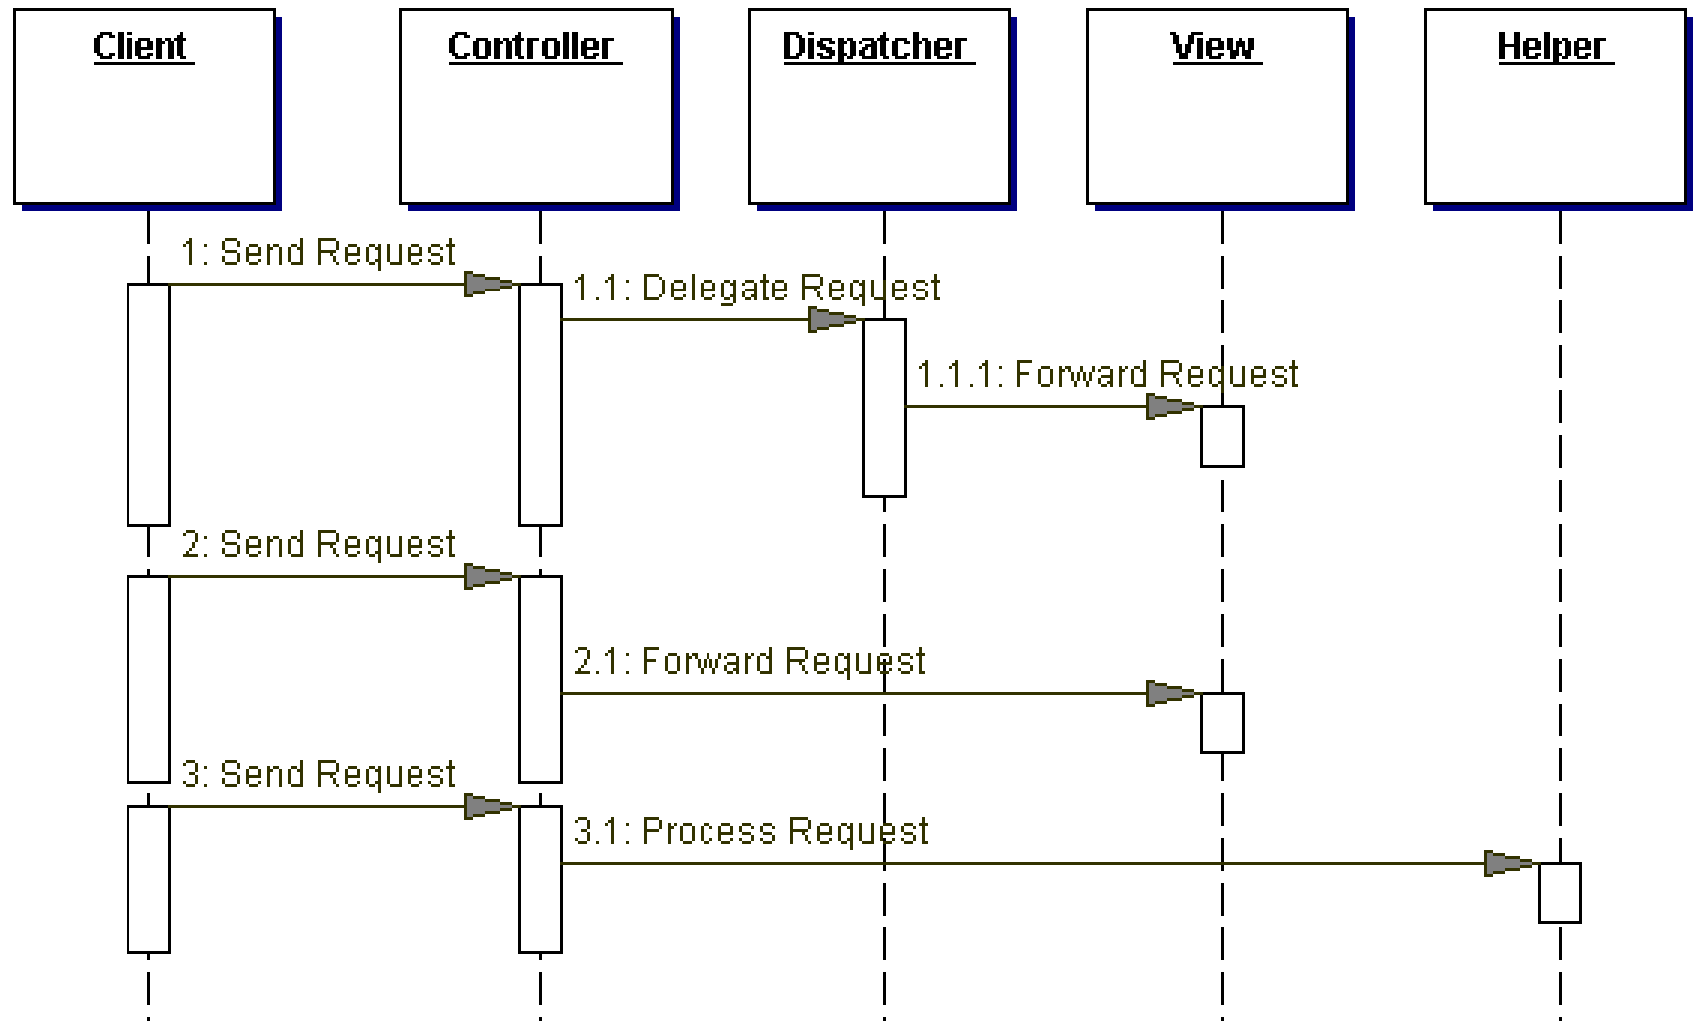 Client
Controller
Dispatcher
View
Helper
1: Send Request
1.1: Delegate Request
1.1.1: Forward Request
2: Send Request
2.1: Forward Request
3: Send Request
3.1: Process Request